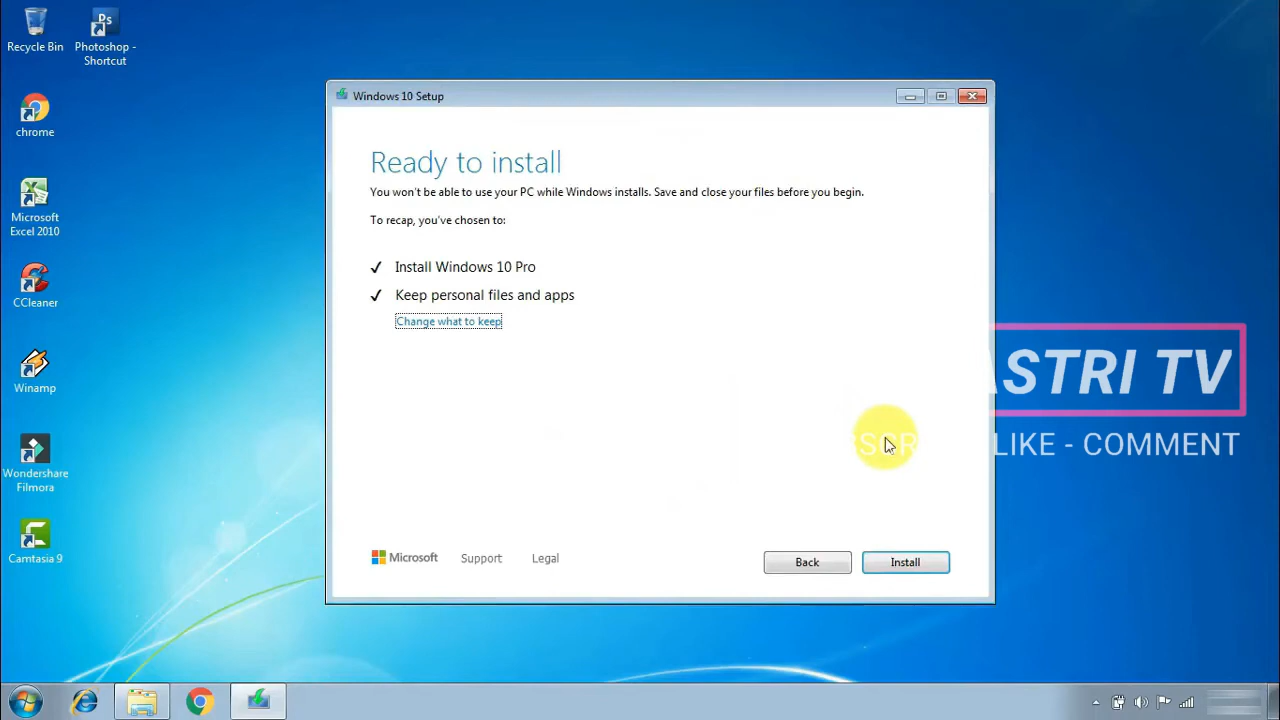 Recycle Bin
Ps
Photoshop -
Shortcut
chrome
Microsoft
Excel 2010
CCleaner
Winamp
Wondershare
Filmora
Camtasia 9
Windows 10 Setup
Ready to install
You won't be able to use your PC while Windows installs. Save and close your files before you begin.
To recap, you've chosen to:
✓ Install Windows 10 Pro
✓ Keep personal files and apps
Change what to keep
Microsoft Support Legal
Back Install
ASTRI TV
LIKE - COMMENT